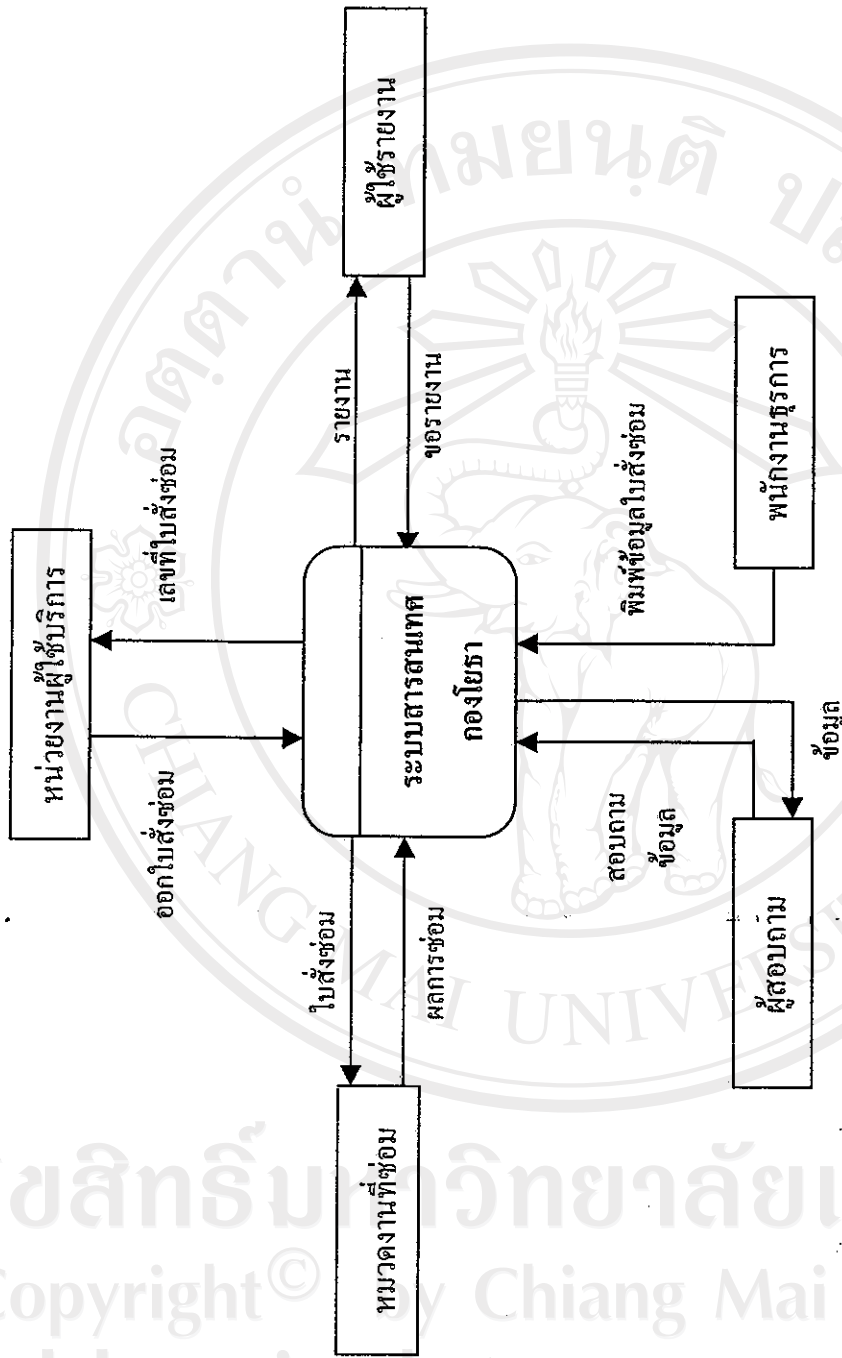 หน่วยงานผู้ใช้บริการ
ออกใบสั่งซ่อม
เลขที่ใบสั่งซ่อม
ใบสั่งซ่อม
ผลการซ่อม
หมวดงานที่ซ่อม
ระบบสารสนเทศ
กองโยธา
รายงาน
ขอรายงาน
ผู้ใช้รายงาน
สอบถาม
ข้อมูล
ข้อมูล
ผู้สอบถาม
พิมพ์ข้อมูลใบสั่งซ่อม
พนักงานธุรการ
อตฺตานํ ทมยนฺติ
CHIANG MAI UNIVERSI
ขสิทธิ์มหาวิทยาลัย
Copyright© by Chiang Mai